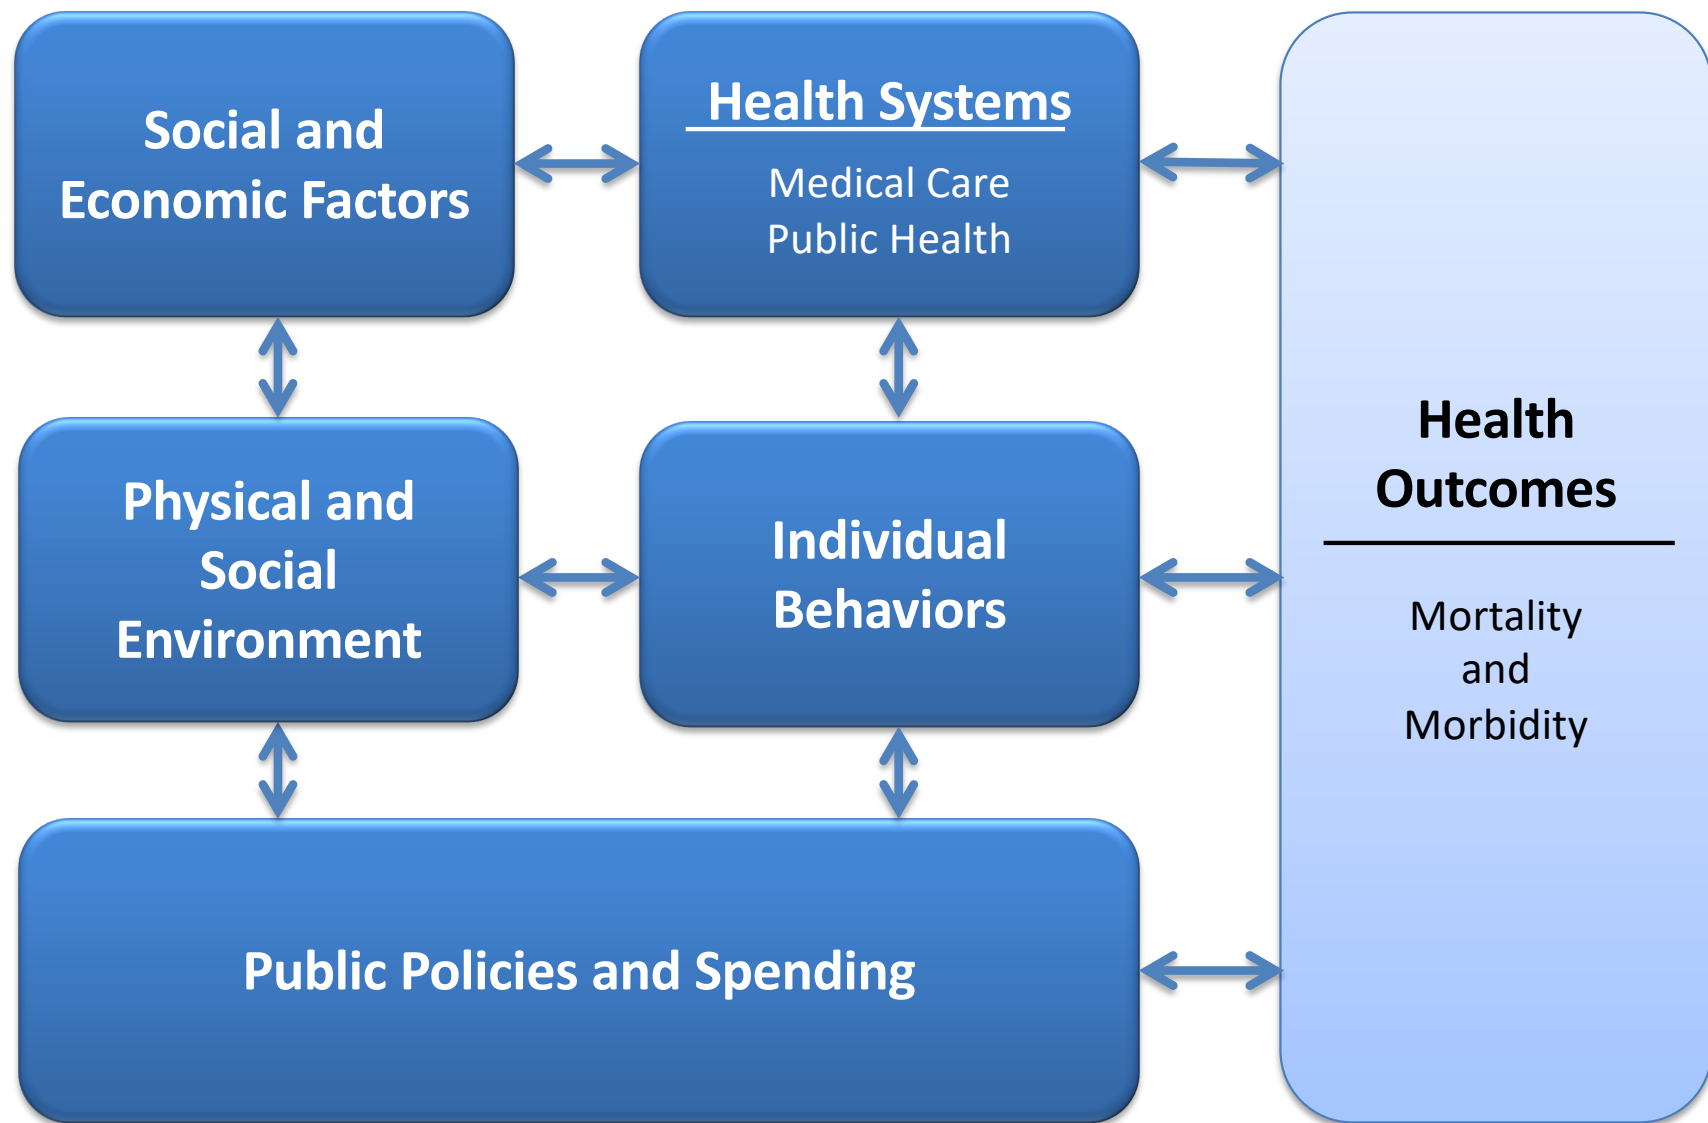 Social and
Economic Factors
Health Systems
Medical Care
Public Health
Physical and
Social
Environment
Individual
Behaviors
Health
Outcomes
Mortality
and
Morbidity
Public Policies and Spending